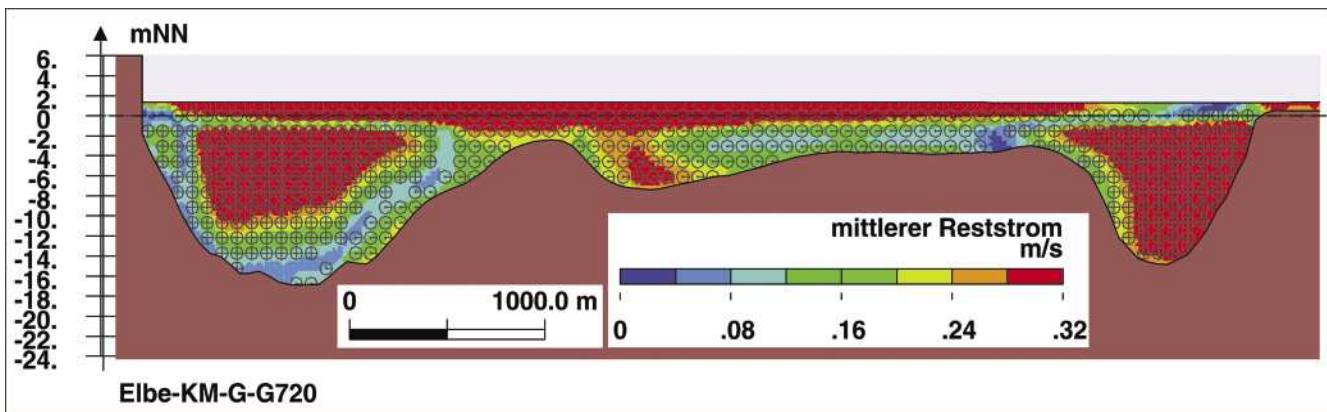 mNN
6.
4.
2.
0
-2.
-4.
-6.
-8.
-10.
-12.
-14.
-16.
-18.
-20.
-22.
-24.
mittlerer Reststrom
m/s
0 .08 .16 .24 .32
0 1000.0 m
Elbe-KM-G-G720